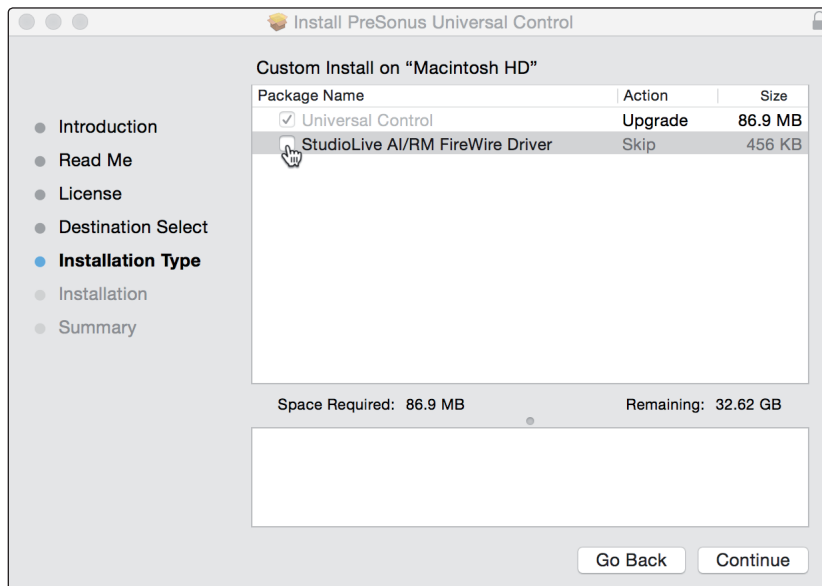 Install PreSonus Universal Control
Custom Install on “Macintosh HD”
Introduction
Read Me
License
Destination Select
Installation Type
Installation
Summary
Package Name Action Size
Universal Control Upgrade 86.9 MB
StudioLive AI/RM FireWire Driver Skip 456 KB
Space Required: 86.9 MB Remaining: 32.62 GB
Go Back Continue